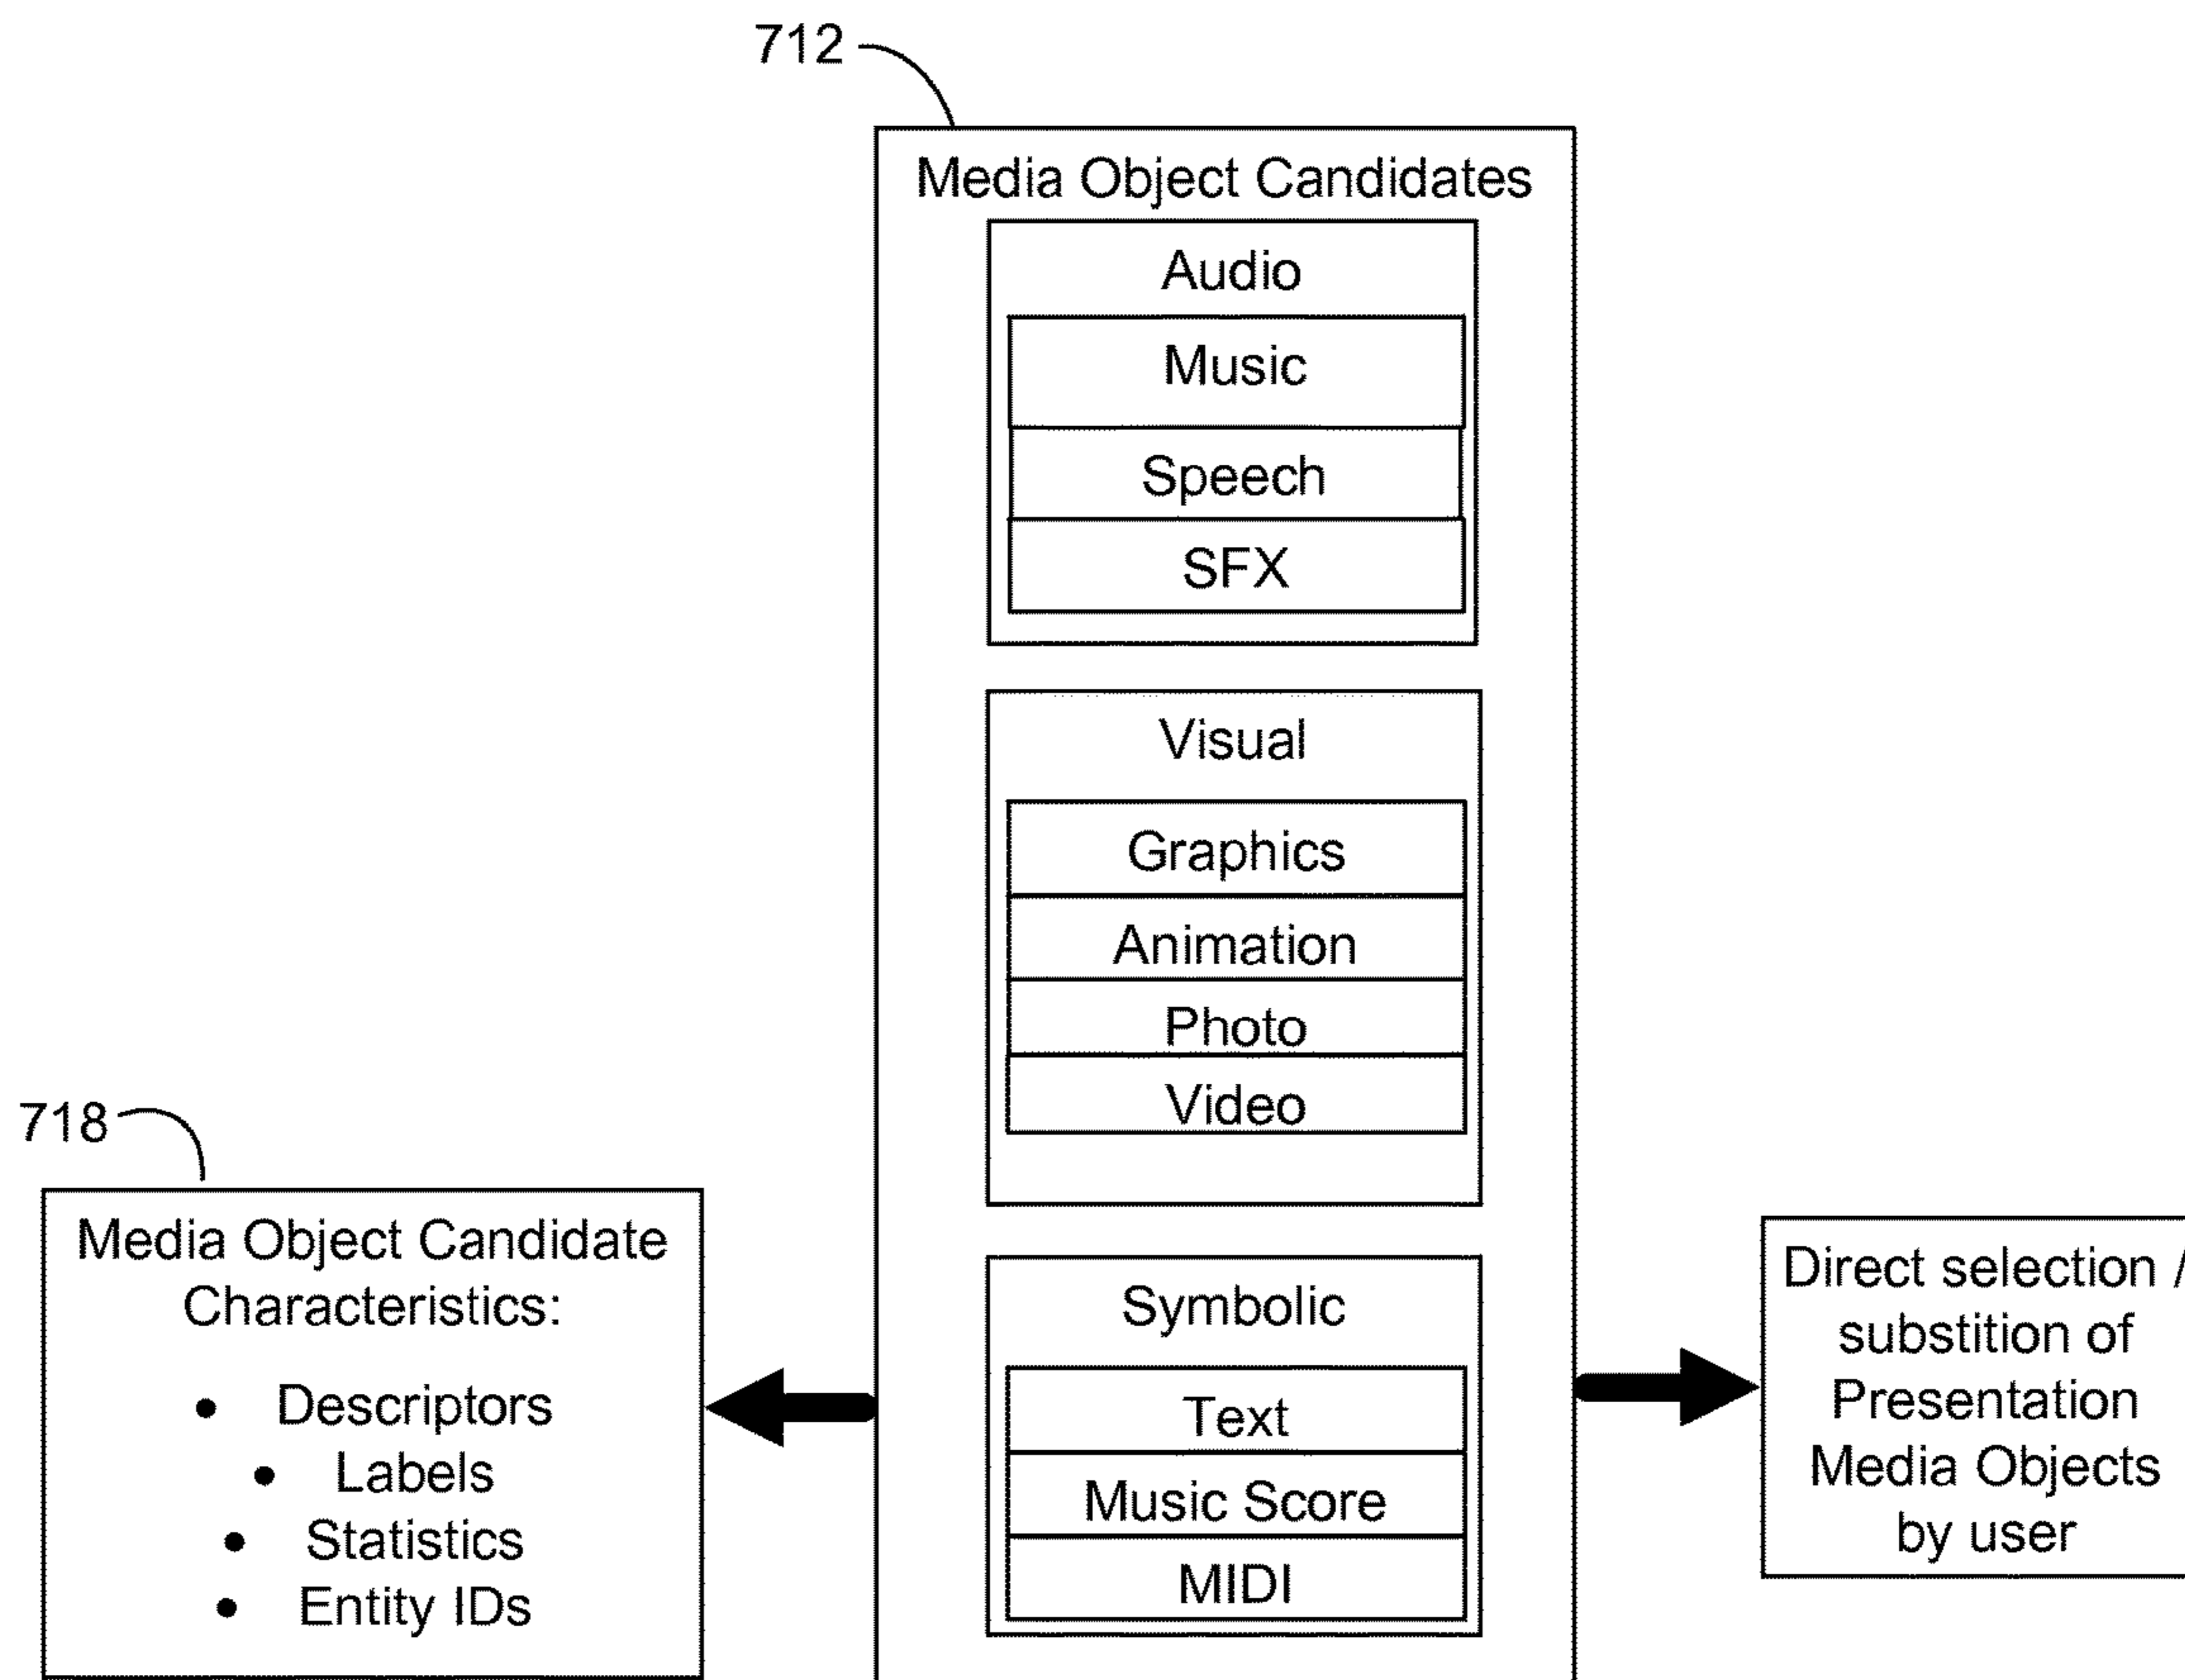 712
Media Object Candidates
Audio
Music
Speech
SFX
Visual
Graphics
Animation
Photo
Video
Symbolic
Text
Music Score
MIDI
718
Media Object Candidate
Characteristics:
• Descriptors
• Labels
• Statistics
• Entity IDs
Direct selection /
substition of
Presentation
Media Objects
by user